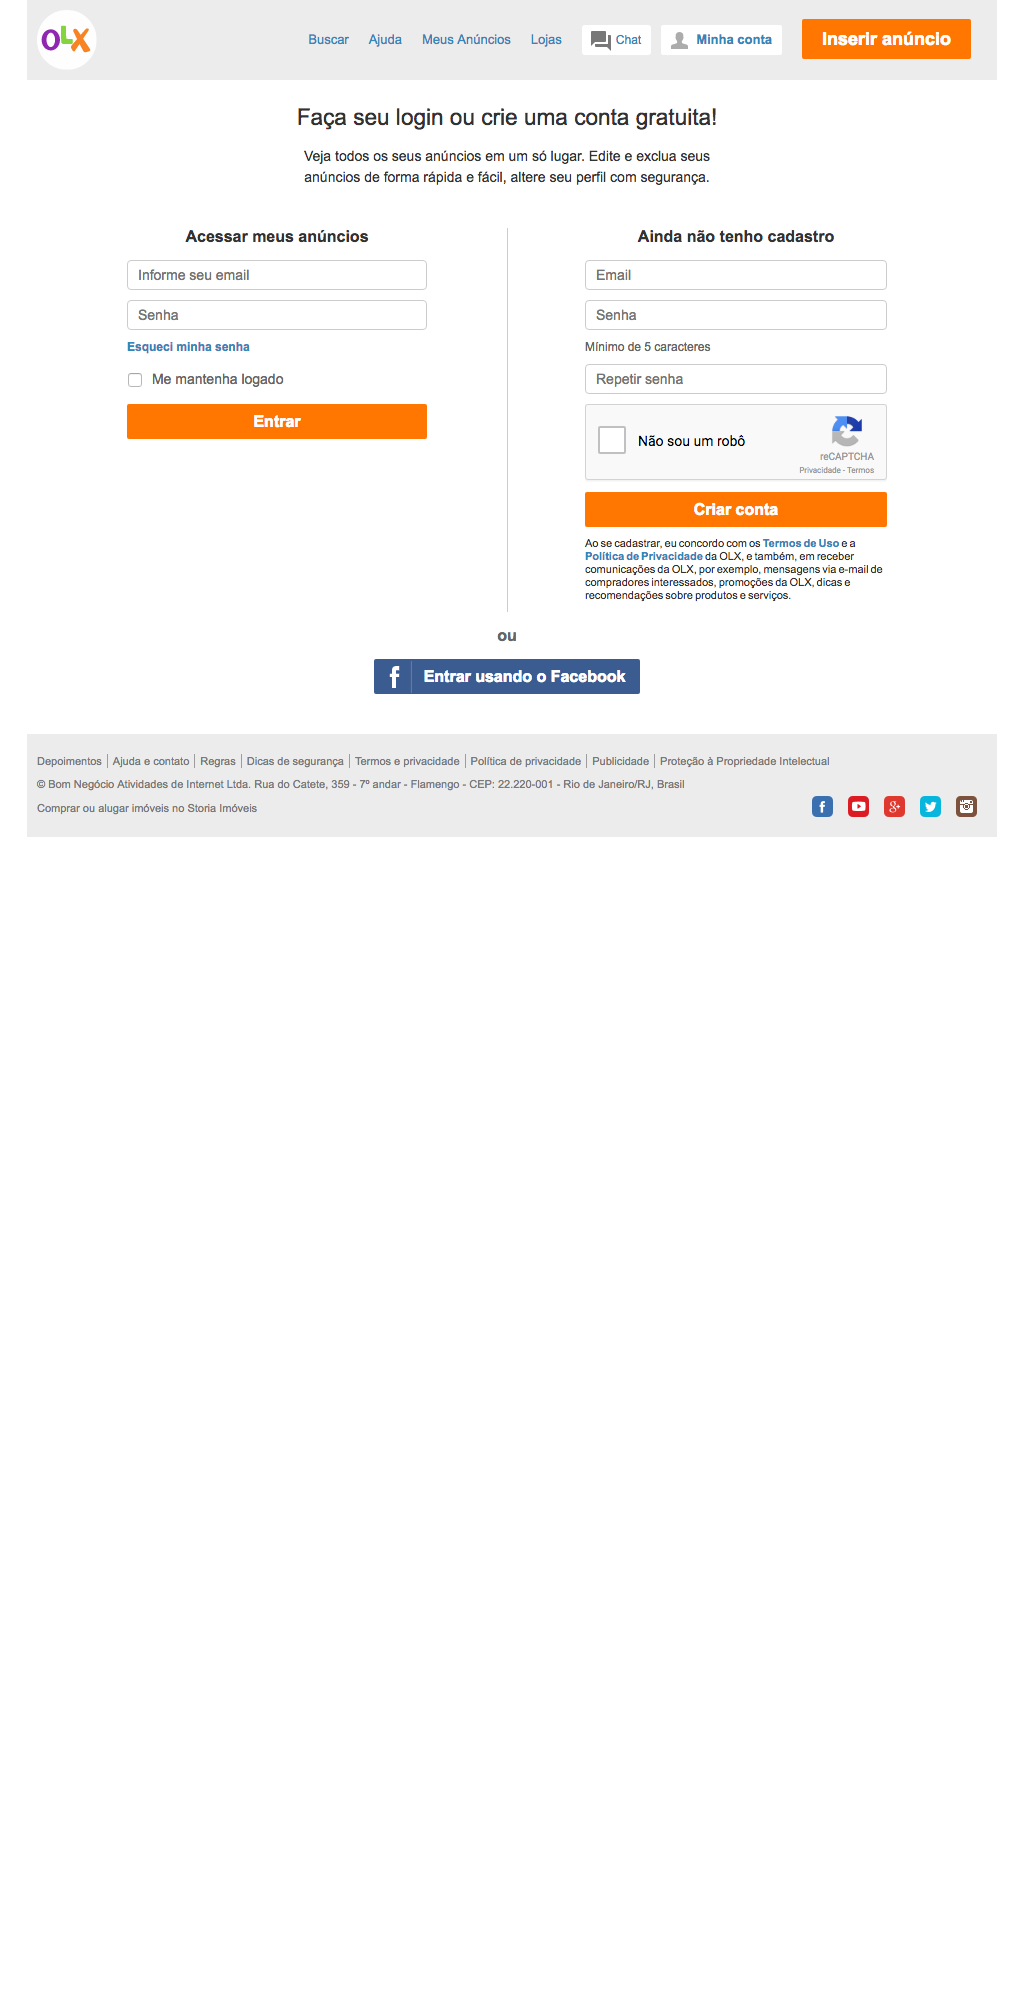 OLX
Buscar Ajuda Meus Anúncios Lojas Chat Minha conta Inserir anúncio
Faça seu login ou crie uma conta gratuita!
Veja todos os seus anúncios em um só lugar. Edite e exclua seus
anúncios de forma rápida e fácil, altere seu perfil com segurança.
Acessar meus anúncios
Informe seu email
Senha
Esqueci minha senha
Me mantenha logado
Entrar
Ainda não tenho cadastro
Email
Senha
Mínimo de 5 caracteres
Repetir senha
Não sou um robô
reCAPTCHA
Privacidade - Termos
Criar conta
Ao se cadastrar, eu concordo com os Termos de Uso e a
Política de Privacidade da OLX, e também, em receber
comunicações da OLX, por exemplo, mensagens via e-mail de
compradores interessados, promoções da OLX, dicas e
recomendações sobre produtos e serviços.
ou
f Entrar usando o Facebook
Depoimentos Ajuda e contato Regras Dicas de segurança Termos e privacidade Política de privacidade Publicidade Proteção à Propriedade Intelectual
© Bom Negócio Atividades de Internet Ltda. Rua do Catete, 359 - 7º andar - Flamengo - CEP: 22.220-001 - Rio de Janeiro/RJ, Brasil
Comprar ou alugar imóveis no Storia Imóveis